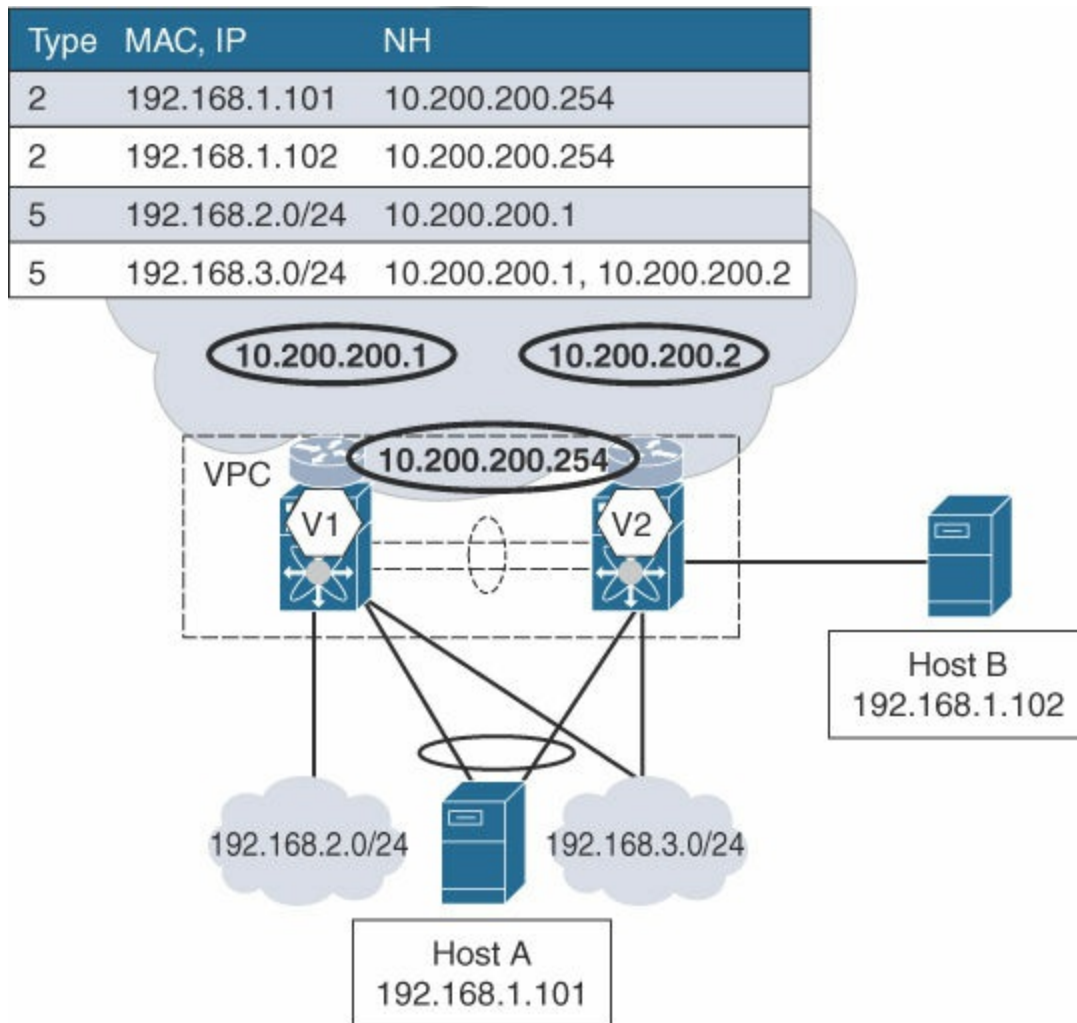 Type MAC, IP NH
2 192.168.1.101 10.200.200.254
2 192.168.1.102 10.200.200.254
5 192.168.2.0/24 10.200.200.1
5 192.168.3.0/24 10.200.200.1, 10.200.200.2
10.200.200.1 10.200.200.2
VPC 10.200.200.254
V1 V2
Host B
192.168.1.102
192.168.2.0/24 192.168.3.0/24
Host A
192.168.1.101